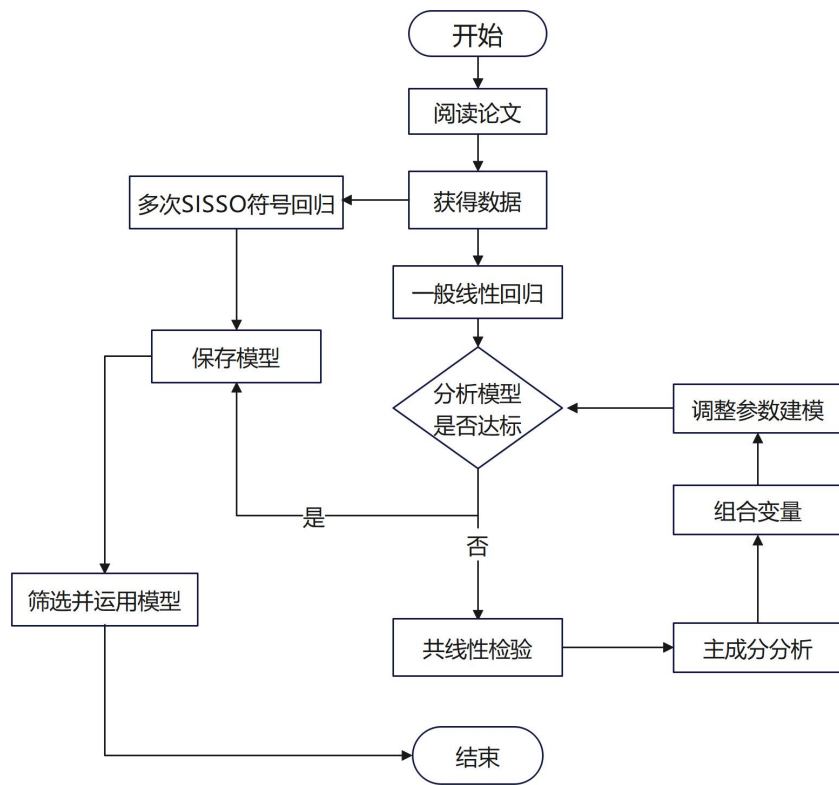 开始
阅读论文
多次SISSO符号回归
获得数据
一般线性回归
保存模型
分析模型
是否达标
调整参数建模
组合变量
是
否
筛选并运用模型
共线性检验
主成分分析
结束